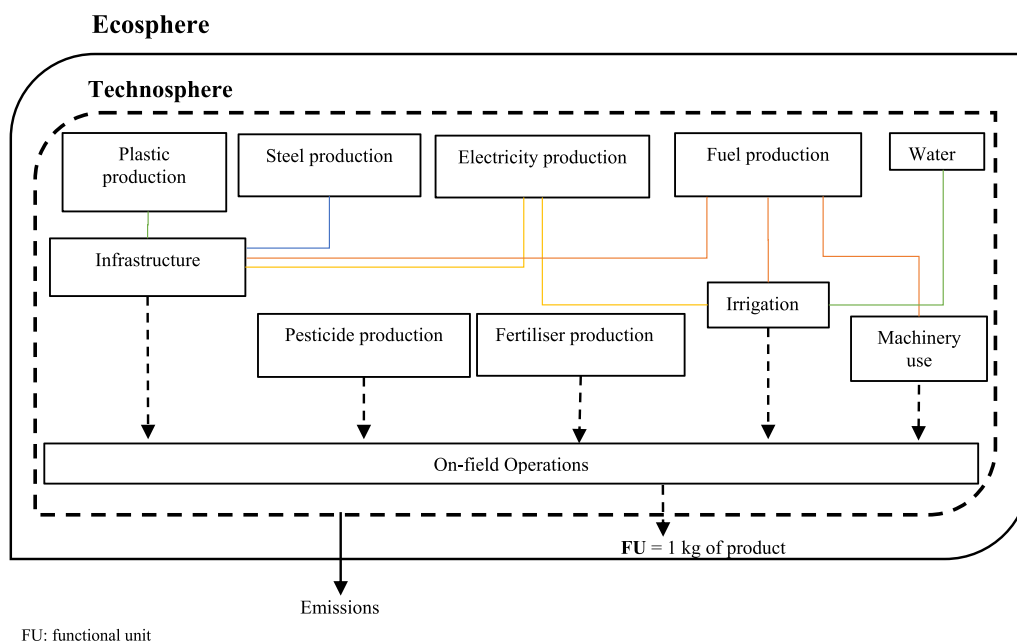 Ecosphere
Technosphere
Plastic
production
Steel production
Electricity production
Fuel production
Water
Infrastructure
Irrigation
Pesticide production
Fertiliser production
Machinery
use
On-field Operations
FU = 1 kg of product
Emissions
FU: functional unit